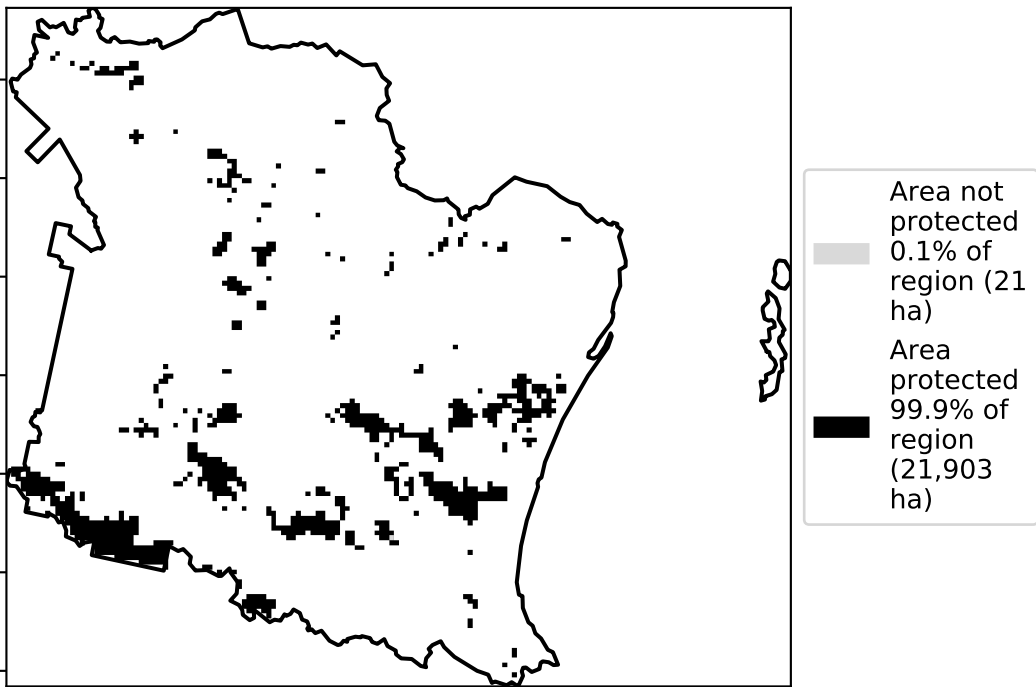 Area not
protected
0.1% of
region (21
ha)
Area
protected
99.9% of
region
(21,903
ha)